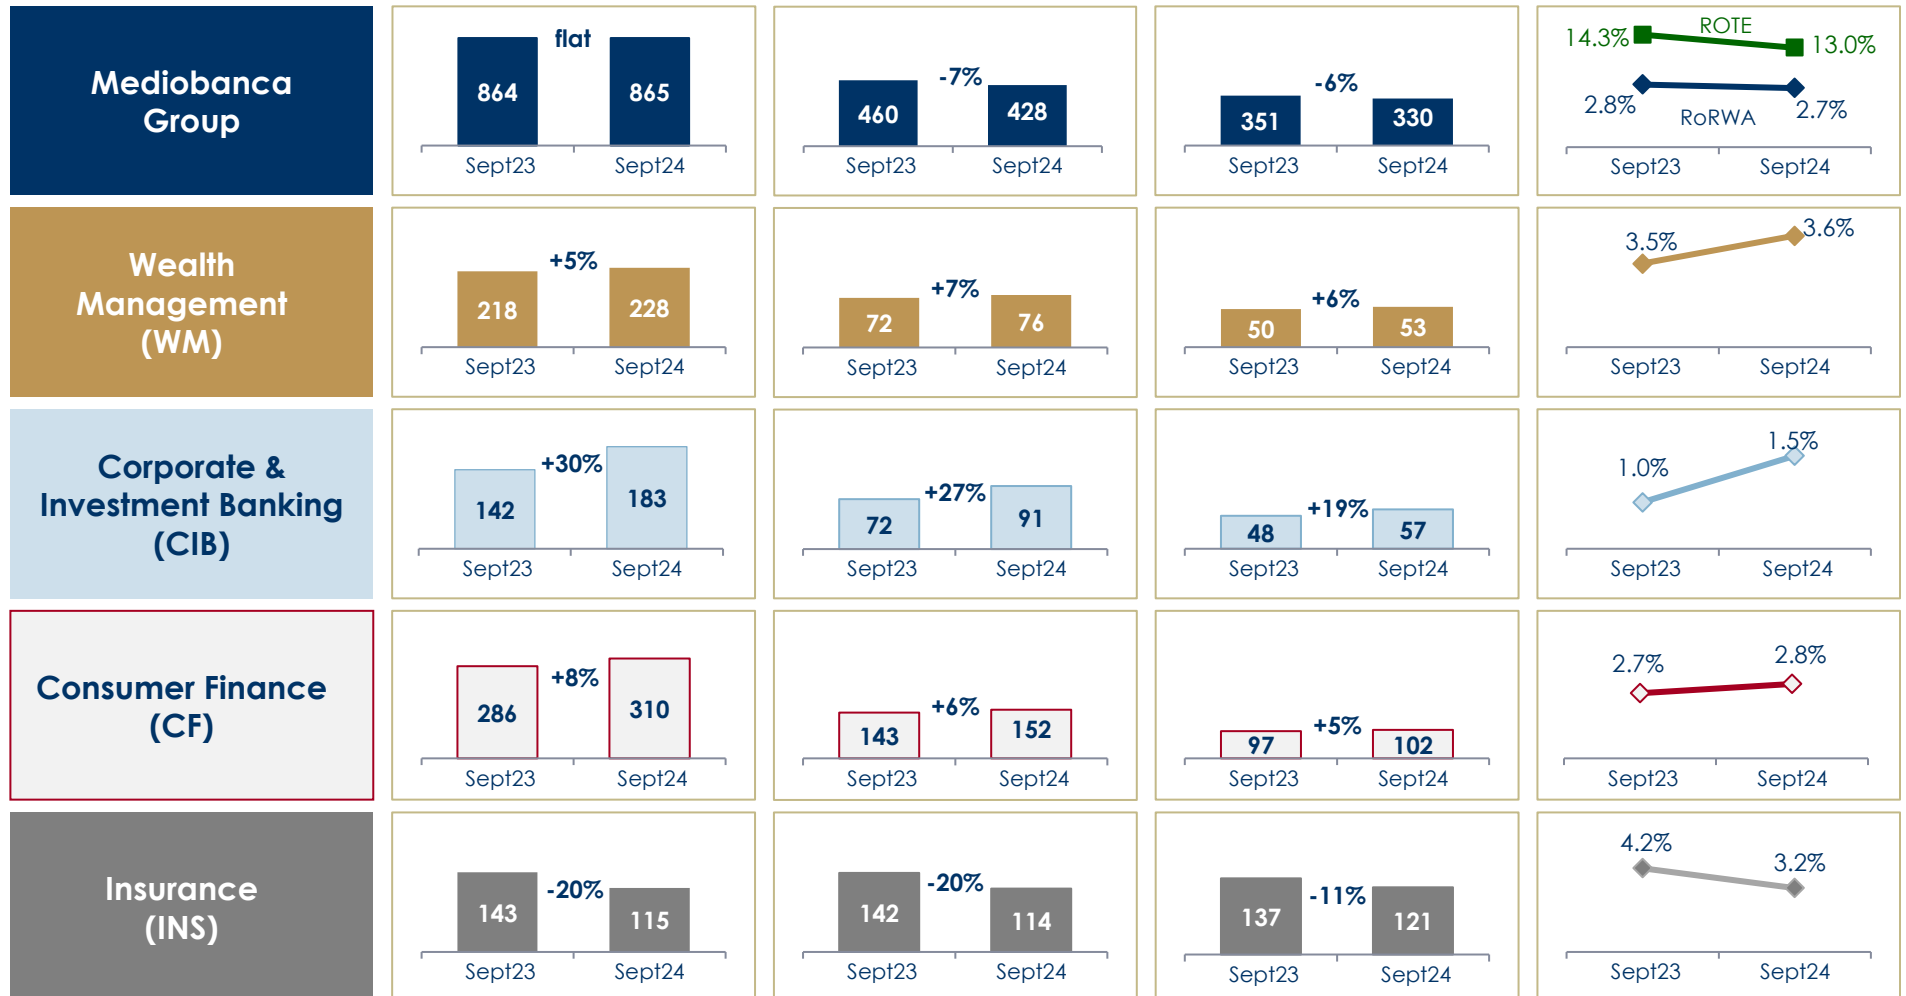 Mediobanca
Group
flat
864
865
Sept23
Sept24
-7%
460
428
Sept23
Sept24
-6%
351
330
Sept23
Sept24
ROTE
14.3%
13.0%
2.8%
RoRWA
2.7%
Sept23
Sept24
Wealth
Management
(WM)
+5%
218
228
Sept23
Sept24
+7%
72
76
Sept23
Sept24
+6%
50
53
Sept23
Sept24
3.5%
3.6%
Sept23
Sept24
Corporate &
Investment Banking
(CIB)
+30%
142
183
Sept23
Sept24
+27%
72
91
Sept23
Sept24
+19%
48
57
Sept23
Sept24
1.0%
1.5%
Sept23
Sept24
Consumer Finance
(CF)
+8%
286
310
Sept23
Sept24
+6%
143
152
Sept23
Sept24
+5%
97
102
Sept23
Sept24
2.7%
2.8%
Sept23
Sept24
Insurance
(INS)
-20%
143
115
Sept23
Sept24
-20%
142
114
Sept23
Sept24
-11%
137
121
Sept23
Sept24
4.2%
3.2%
Sept23
Sept24